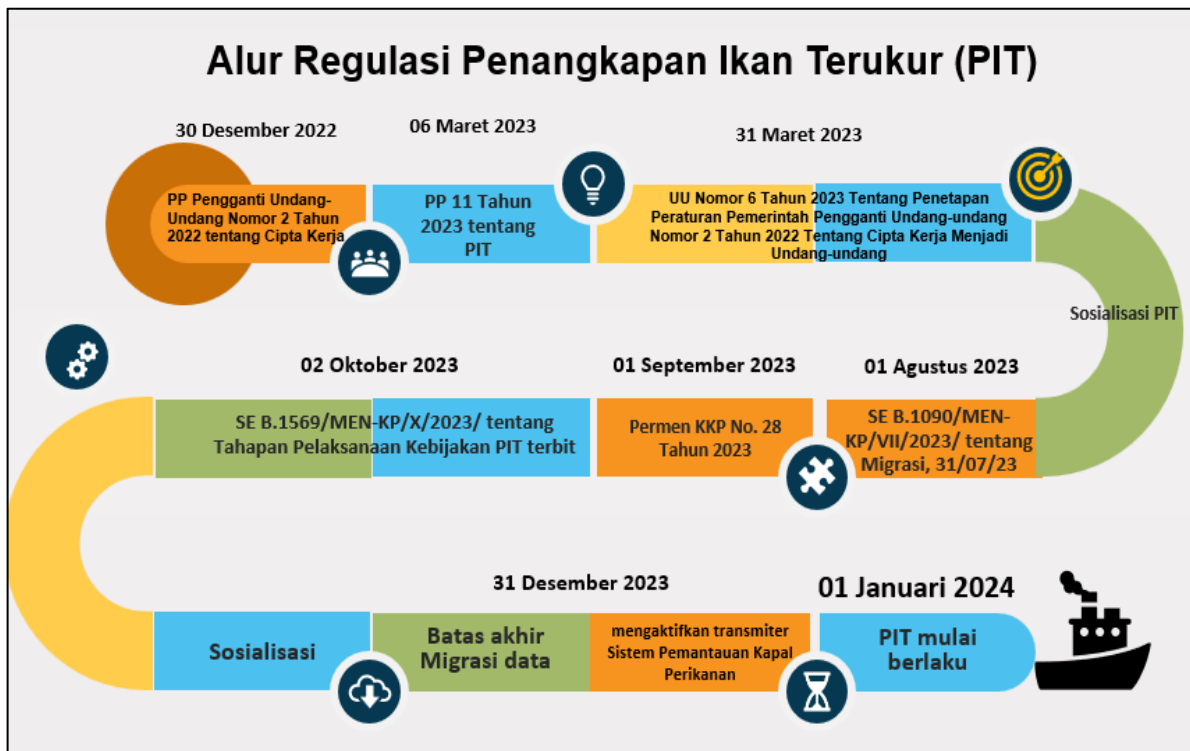 Alur Regulasi Penangkapan Ikan Terukur (PIT)
30 Desember 2022
06 Maret 2023
31 Maret 2023
PP Pengganti Undang-
Undang Nomor 2 Tahun
2022 tentang Cipta Kerja
PP 11 Tahun
2023 tentang
PIT
UU Nomor 6 Tahun 2023 Tentang Penetapan
Peraturan Pemerintah Pengganti Undang-undang
Nomor 2 Tahun 2022 Tentang Cipta Kerja Menjadi
Undang-undang
Sosialisasi PIT
02 Oktober 2023
01 September 2023
01 Agustus 2023
SE B.1569/MEN-KP/X/2023/ tentang
Tahapan Pelaksanaan Kebijakan PIT terbit
Permen KKP No. 28
Tahun 2023
SE B.1090/MEN-
KP/VII/2023/ tentang
Migrasi, 31/07/23
31 Desember 2023
01 Januari 2024
Sosialisasi
Batas akhir
Migrasi data
mengaktifkan transmiter
Sistem Pemantauan Kapal
Perikanan
PIT mulai
berlaku